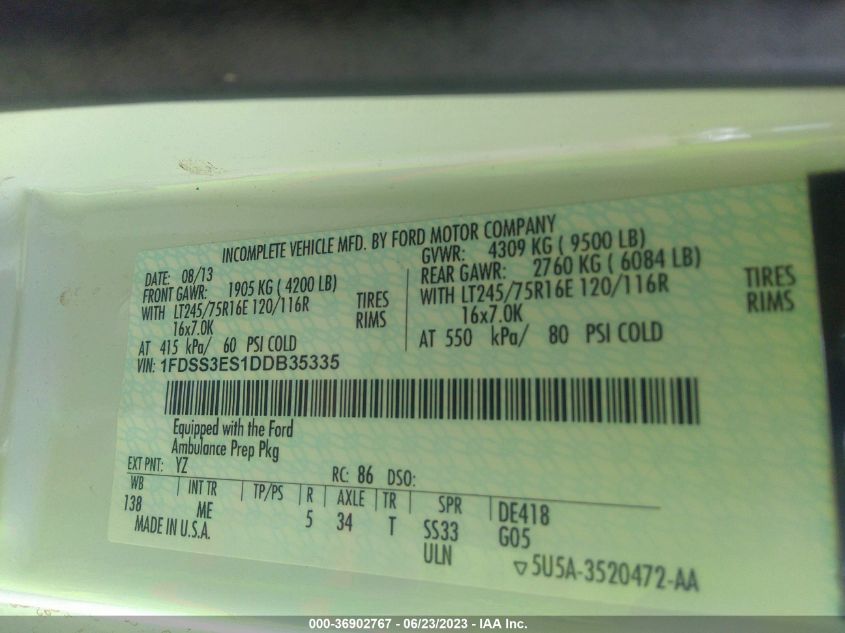 INCOMPLETE VEHICLE MFD. BY FORD MOTOR COMPANY
DATE: 08/13
FRONT GAWR: 1905 KG ( 4200 LB)
WITH LT245/75R16E 120/116R TIRES
16x7.0K RIMS
AT 415 kPa/ 60 PSI COLD
GVWR: 4309 KG ( 9500 LB)
REAR GAWR: 2760 KG ( 6084 LB)
WITH LT245/75R16E 120/116R TIRES
16x7.0K RIMS
AT 550 kPa/ 80 PSI COLD
VIN: 1FDSS3ES1DDB35335
Equipped with the Ford
Ambulance Prep Pkg
EXT PNT: YZ RC: 86 DSO:
WB INT TR TP/PS R AXLE TR SPR DE418
138 ME 5 34 T SS33 G05
MADE IN U.S.A. ULN
▽5U5A-3520472-AA
000-36902767 - 06/23/2023 - IAA Inc.